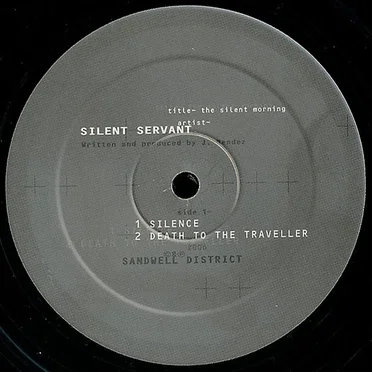 title- the silent morning
artist-
SILENT SERVANT
Written and produced by J. Mendez
side 1-
1 SILENCE
2 DEATH TO THE TRAVELLER
2006
©&℗
SANDWELL DISTRICT